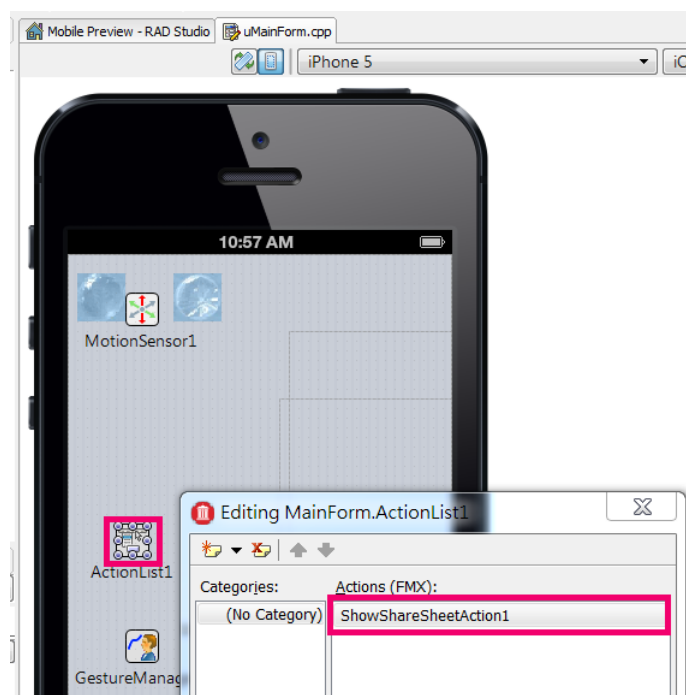 Mobile Preview - RAD Studio uMainForm.cpp
iPhone 5
10:57 AM
MotionSensor1
Editing MainForm.ActionList1
ActionList1
Categories: Actions (FMX):
(No Category) ShowShareSheetAction1